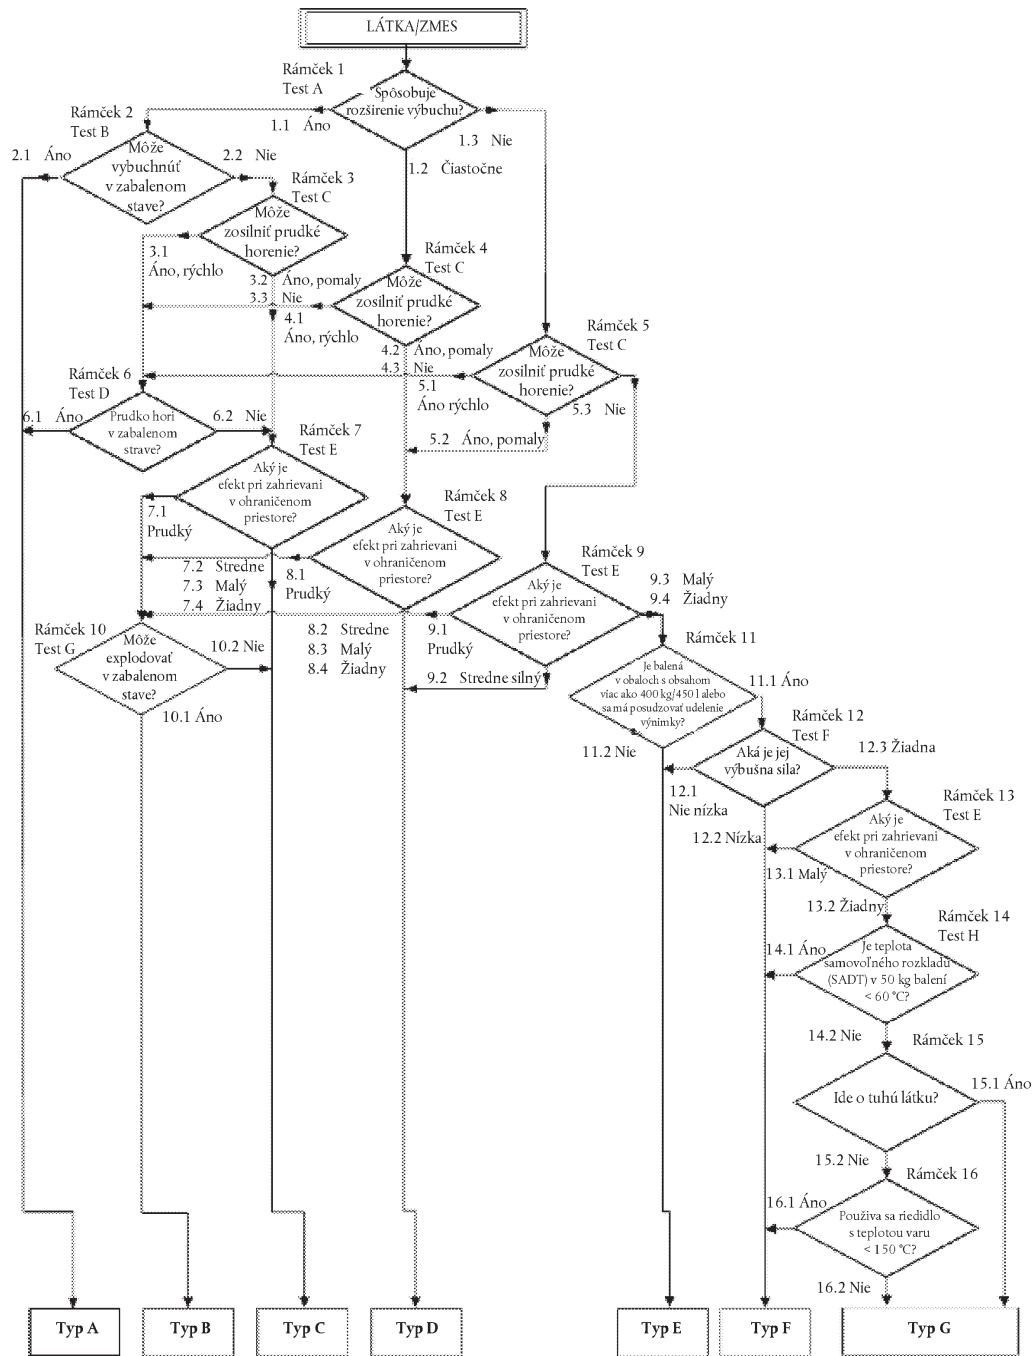 LÁTKA/ZMES
Rámček 1
Test A
Spôsobuje
rozšírenie výbuchu?
1.1 Áno
1.3 Nie
1.2 Čiastočne
Rámček 2
Test B
2.1 Áno
2.2 Nie
Môže
vybuchnúť
v zabalenom
stave?
Rámček 3
Test C
Môže
zosilniť prudké
horenie?
3.1
Áno, rýchlo
3.2 Áno, pomaly
3.3 Nie
Rámček 4
Test C
Môže
zosilniť prudké
horenie?
4.1
Áno, rýchlo
4.2 Áno, pomaly
4.3 Nie
Rámček 5
Test C
Môže
zosilniť prudké
horenie?
5.1
Áno rýchlo
5.3 Nie
5.2 Áno, pomaly
Rámček 6
Test D
6.1 Áno
6.2 Nie
Prudko hori
v zabalenom
strave?
Rámček 7
Test E
Aký je
efekt pri zahrievani
v ohraničenom
priestore?
7.1
Prudký
7.2 Stredne
7.3 Malý
7.4 Žiadny
Rámček 8
Test E
Aký je
efekt pri zahrievani
v ohraničenom
priestore?
8.1
Prudký
8.2 Stredne
8.3 Malý
8.4 Žiadny
Rámček 9
Test E
Aký je
efekt pri zahrievani
v ohraničenom
priestore?
9.1
Prudký
9.2 Stredne silný
9.3 Malý
9.4 Žiadny
Rámček 10
Test G
Môže
explodovať
v zabalenom
stave?
10.2 Nie
10.1 Áno
Rámček 11
Je balená
v obaloch s obsahom
viac ako 400 kg/450 l alebo
sa má posudzovať udelenie
výnimky?
11.1 Áno
11.2 Nie
Rámček 12
Test F
Aká je jej
výbušna sila?
12.3 Žiadna
12.1
Nie nízka
12.2 Nízka
Rámček 13
Test E
Aký je
efekt pri zahrievani
v ohraničenom
priestore?
13.1 Malý
13.2 Žiadny
Rámček 14
Test H
14.1 Áno
Je teplota
samovoľného rozkladu
(SADT) v 50 kg balení
< 60 °C?
14.2 Nie
Rámček 15
15.1 Áno
Ide o tuhú látku?
15.2 Nie
Rámček 16
16.1 Áno
Použiva sa riedidlo
s teplotou varu
< 150 °C?
16.2 Nie
Typ A
Typ B
Typ C
Typ D
Typ E
Typ F
Typ G